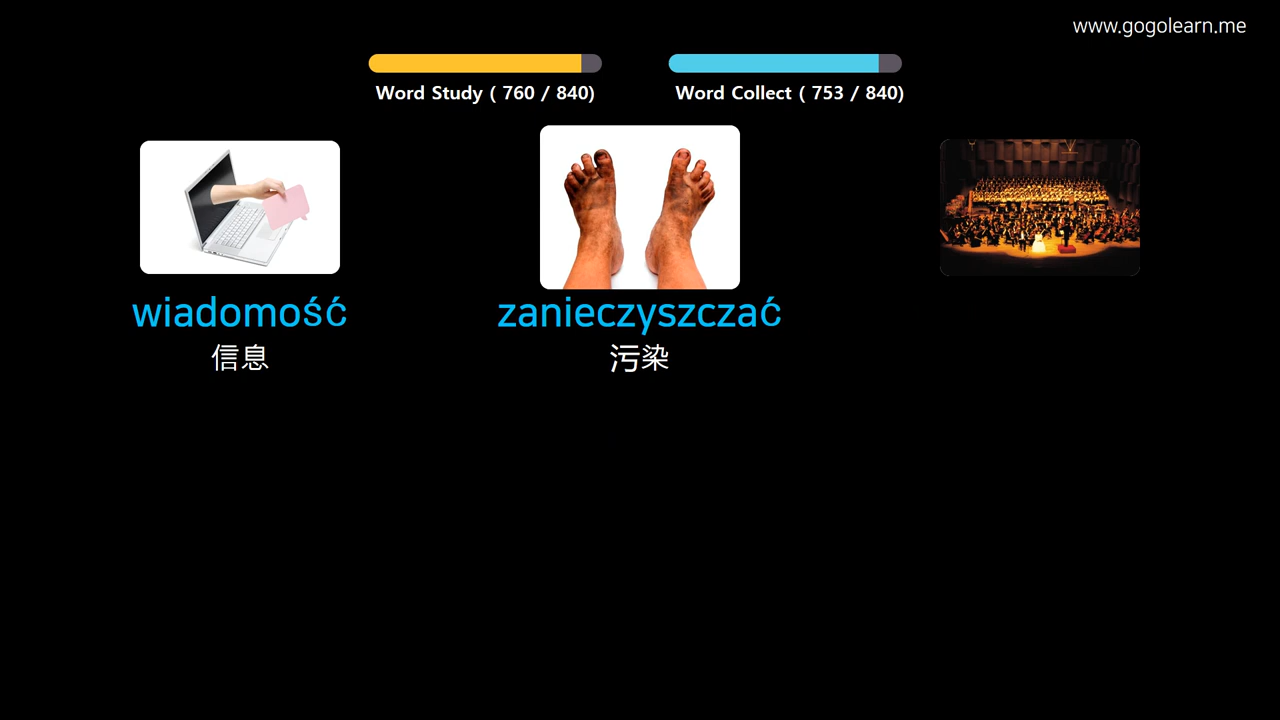 www.gogolearn.me
Word Study ( 760 / 840)
Word Collect ( 753 / 840)
wiadomość
信息
zanieczyszczać
污染